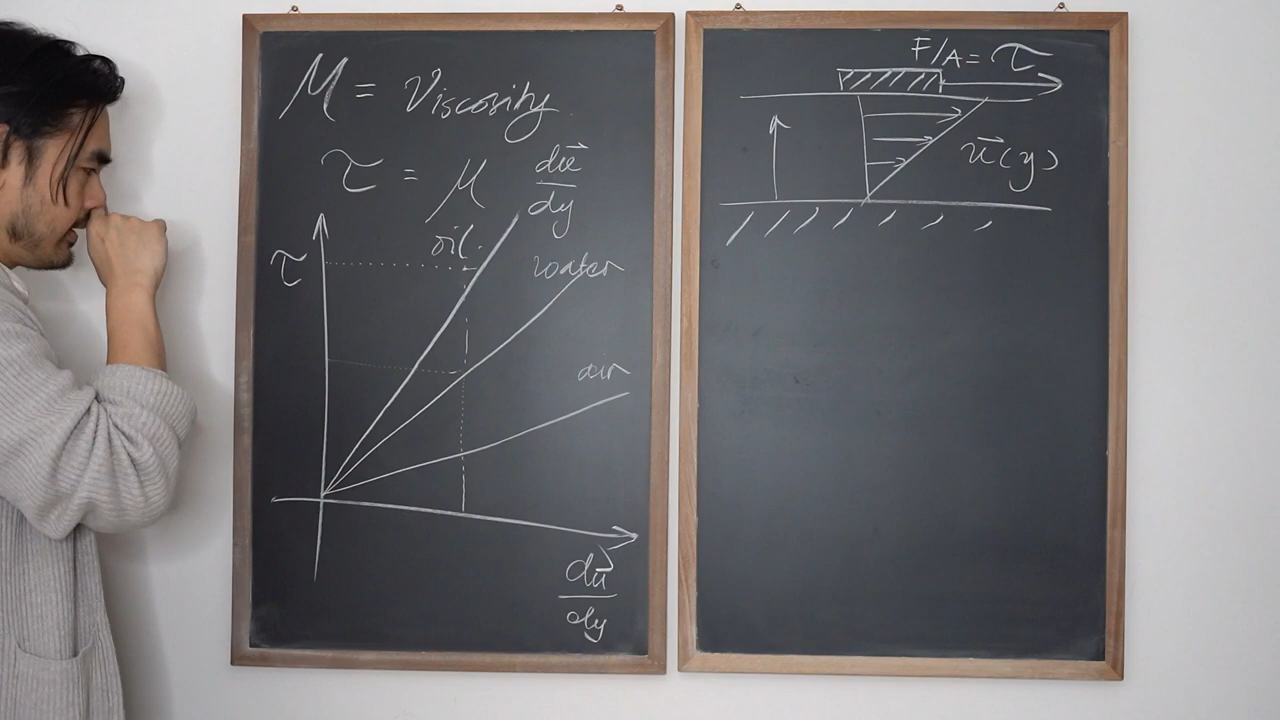 μ = Viscosity
τ = μ du⃗/dy
oil
water
τ
air
du⃗/dy
F/A = τ
u⃗(y)